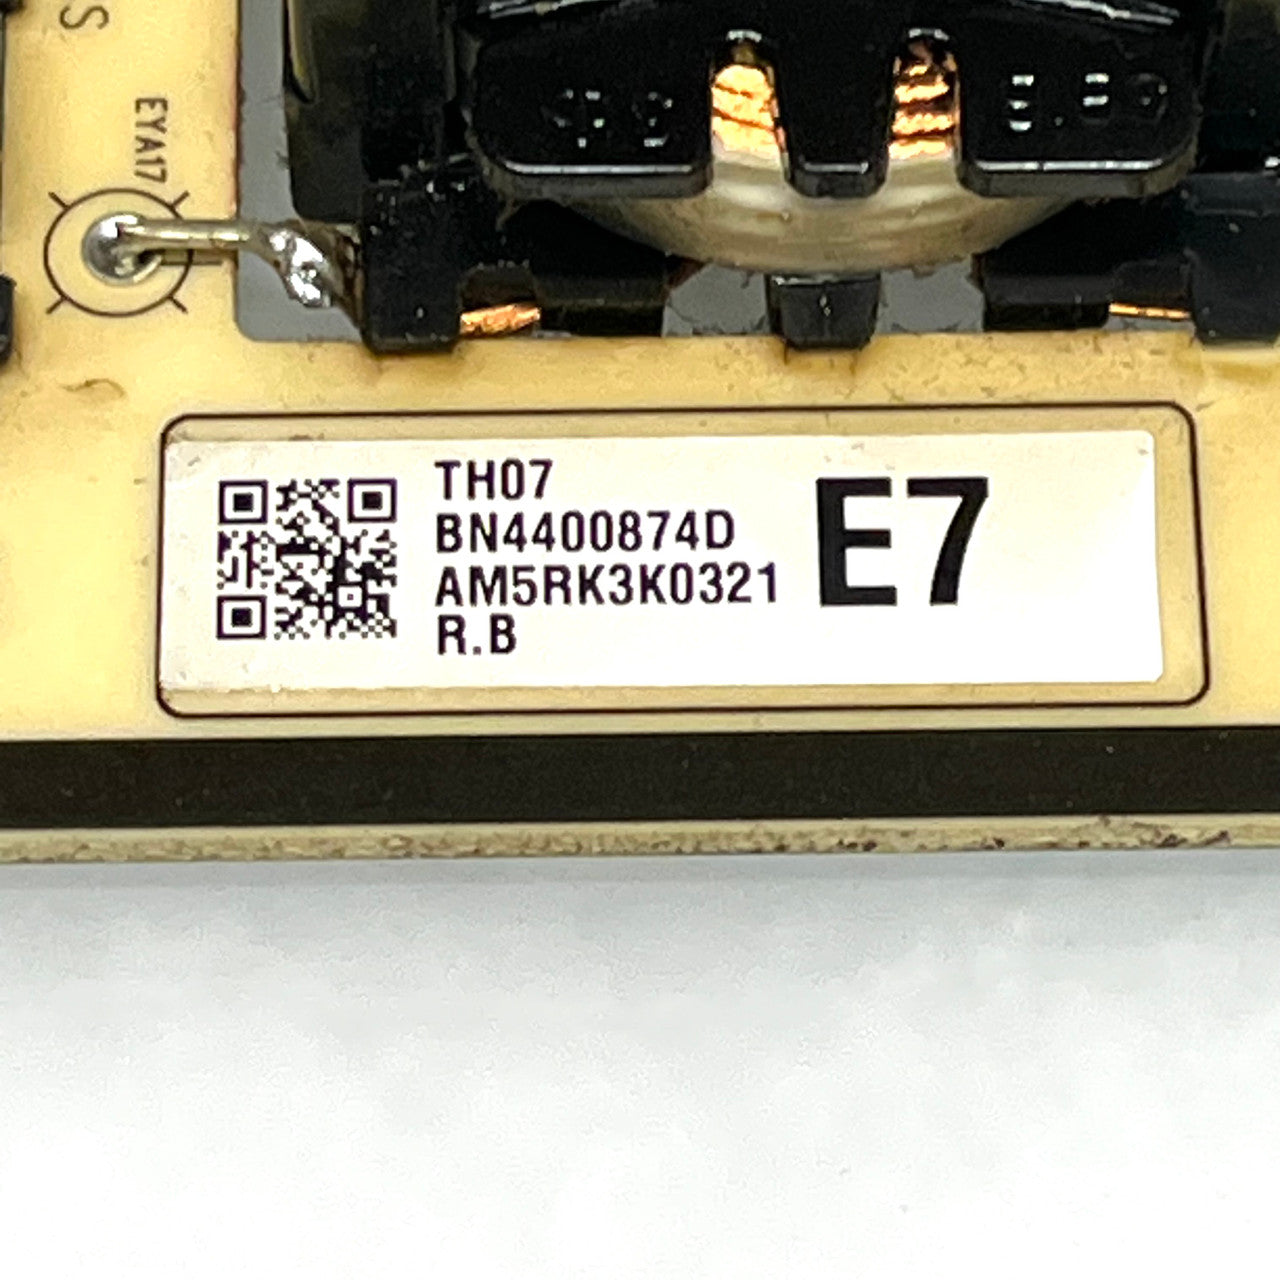 S
EYA17
TH07
BN4400874D
AM5RK3K0321
R.B
E7